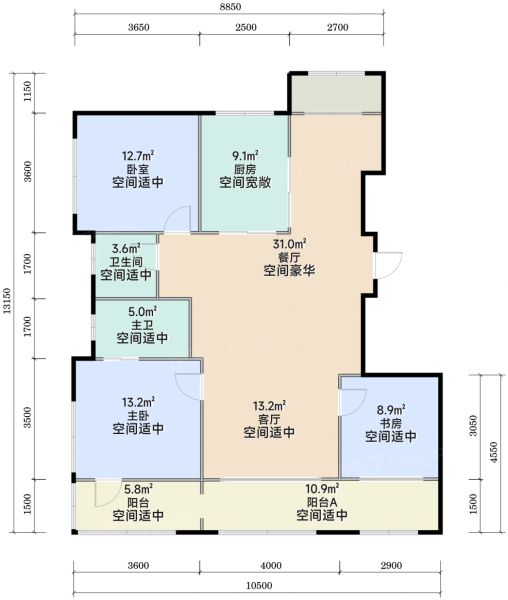 8850
3650
2500
2700
1150
3600
1700
1700
3500
1500
13150
12.7㎡
卧室
空间适中
9.1㎡
厨房
空间宽敞
31.0㎡
餐厅
空间豪华
3.6㎡
卫生间
空间适中
5.0㎡
主卫
空间适中
13.2㎡
主卧
空间适中
13.2㎡
客厅
空间适中
8.9㎡
书房
空间适中
5.8㎡
阳台
空间适中
10.9㎡
阳台A
空间适中
3050
1500
4550
3600
4000
2900
10500